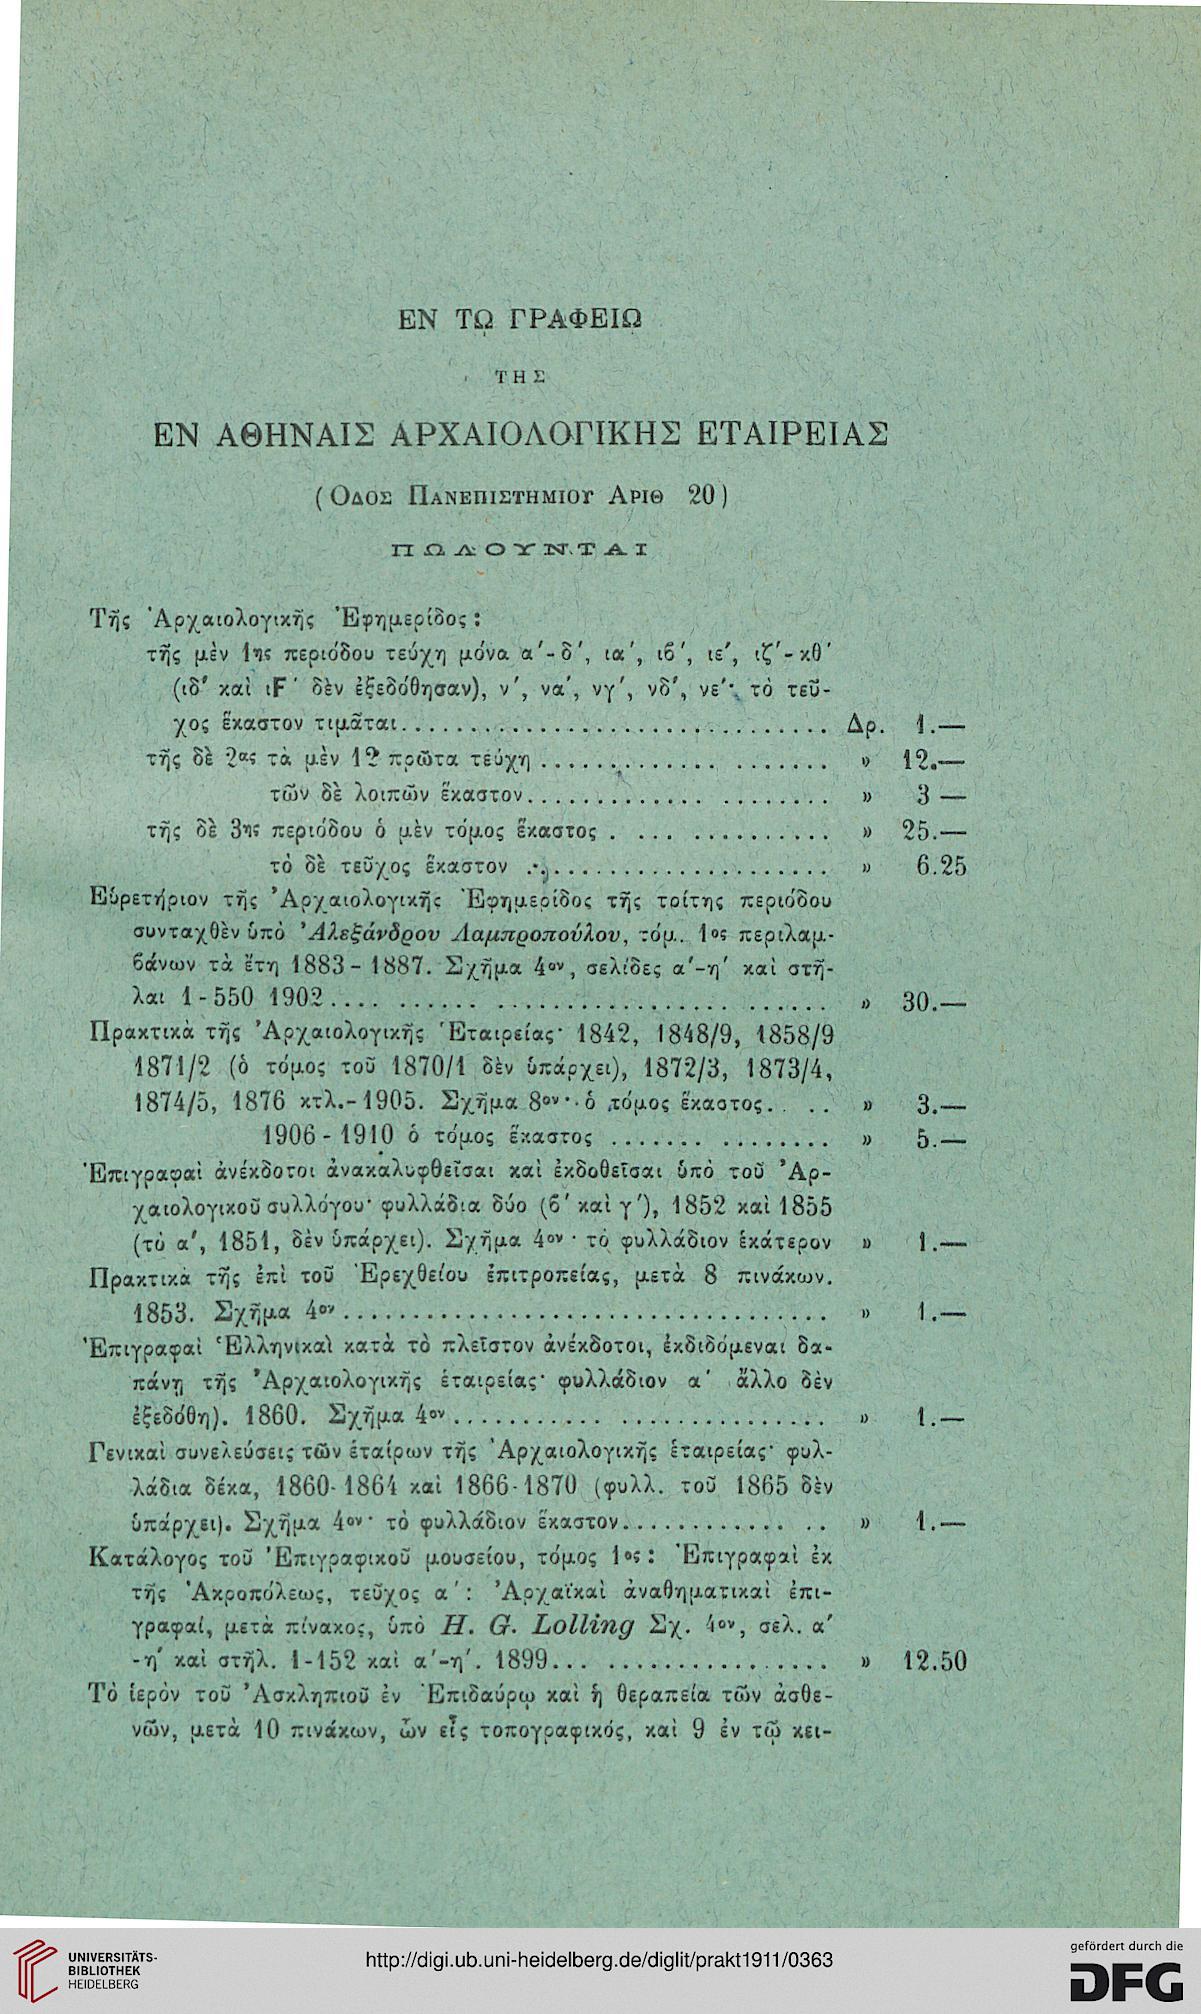 ΕΝ ΤΩ ΓΡΑΦΕΙΩ
ΤΗΣ
ΕΝ ΑΘΗΝΑΙΣ ΑΡΧΑΙΟΛΟΓΙΚΗΣ ΕΤΑΙΡΕΙΑΣ
(ΟΔΟΣ ΠΑΝΕΠΙΣΤΗΜΙΟΥ ΑΡΙΘ 20)
ΠΩΛΟΥΝΤΑΙ
Τῆς Ἀρχαιολογικῆς Ἐφημερίδος:
τῆς μὲν 1ης περιόδου τεύχη μόνα α'-δ', ια', ιϐ', ιε', ιζ'-κθ'
(ιδ' καὶ ιϜ' δὲν ἐξεδόθησαν), ν', να', νγ', νδ', νε'· τὸ τεῦ-
χος ἕκαστον τιμᾶται . . . . . . . . . . Δρ. 1.—
τῆς δὲ 2ας τὰ μὲν 12 πρῶτα τεύχη . . . . . . . . . . » 12.—
τῶν δὲ λοιπῶν ἕκαστον . . . . . . . . . . » 3 —
τῆς δὲ 3ης περιόδου ὁ μὲν τόμος ἕκαστος . . . . . . . . . . » 25.—
τὸ δὲ τεῦχος ἕκαστον . . . . . . . . . . » 6.25
Εὑρετήριον τῆς Ἀρχαιολογικῆς Ἐφημερίδος τῆς τρίτης περιόδου
συνταχθὲν ὑπὸ Ἀλεξάνδρου Λαμπροπούλου, τόμ. 1ος περιλαμ-
ϐάνων τὰ ἔτη 1883-1887. Σχῆμα 4ον, σελίδες α'-η' καὶ στῆ-
λαι 1-550 1902 . . . . . . . . . . » 30.—
Πρακτικὰ τῆς Ἀρχαιολογικῆς Ἑταιρείας· 1842, 1848/9, 1858/9
1871/2 (ὁ τόμος τοῦ 1870/1 δὲν ὑπάρχει), 1872/3, 1873/4,
1874/5, 1876 κτλ.-1905. Σχῆμα 8ον· ὁ τόμος ἕκαστος. . . . » 3.—
1906-1910 ὁ τόμος ἕκαστος . . . . . . . . . . » 5.—
Ἐπιγραφαὶ ἀνέκδοτοι ἀνακαλυφθεῖσαι καὶ ἐκδοθεῖσαι ὑπὸ τοῦ Ἀρ-
χαιολογικοῦ συλλόγου· φυλλάδια δύο (ϐ' καὶ γ'), 1852 καὶ 1855
(τὸ α', 1851, δὲν ὑπάρχει). Σχῆμα 4ον· τὸ φυλλάδιον ἑκάτερον » 1.—
Πρακτικὰ τῆς ἐπὶ τοῦ Ἐρεχθείου ἐπιτροπείας, μετὰ 8 πινάκων.
1853. Σχῆμα 4ον . . . . . . . . . . » 1.—
Ἐπιγραφαὶ Ἑλληνικαὶ κατὰ τὸ πλεῖστον ἀνέκδοτοι, ἐκδιδόμεναι δα-
πάνῃ τῆς Ἀρχαιολογικῆς ἑταιρείας· φυλλάδιον α' ἄλλο δὲν
ἐξεδόθη). 1860. Σχῆμα 4ον . . . . . . . . . . » 1.—
Γενικαὶ συνελεύσεις τῶν ἑταίρων τῆς Ἀρχαιολογικῆς ἑταιρείας· φυλ-
λάδια δέκα, 1860-1864 καὶ 1866-1870 (φυλλ. τοῦ 1865 δὲν
ὑπάρχει). Σχῆμα 4ον· τὸ φυλλάδιον ἕκαστον . . . . . . . . . . » 1.—
Κατάλογος τοῦ Ἐπιγραφικοῦ μουσείου, τόμος 1ος: Ἐπιγραφαὶ ἐκ
τῆς Ἀκροπόλεως, τεῦχος α': Ἀρχαϊκαὶ ἀναθηματικαὶ ἐπι-
γραφαί, μετὰ πίνακος, ὑπὸ H. G. Lolling Σχ. 4ον, σελ. α'
-η' καὶ στῆλ. 1-152 καὶ α'-η'. 1899 . . . . . . . . . . » 12.50
Τὸ ἱερὸν τοῦ Ἀσκληπιοῦ ἐν Ἐπιδαύρῳ καὶ ἡ θεραπεία τῶν ἀσθε-
νῶν, μετὰ 10 πινάκων, ὧν εἷς τοπογραφικός, καὶ 9 ἐν τῷ κει-
UNIVERSITÄTS-
BIBLIOTHEK
HEIDELBERG
http://digi.ub.uni-heidelberg.de/diglit/prakt1911/0363
gefördert durch die
DFG